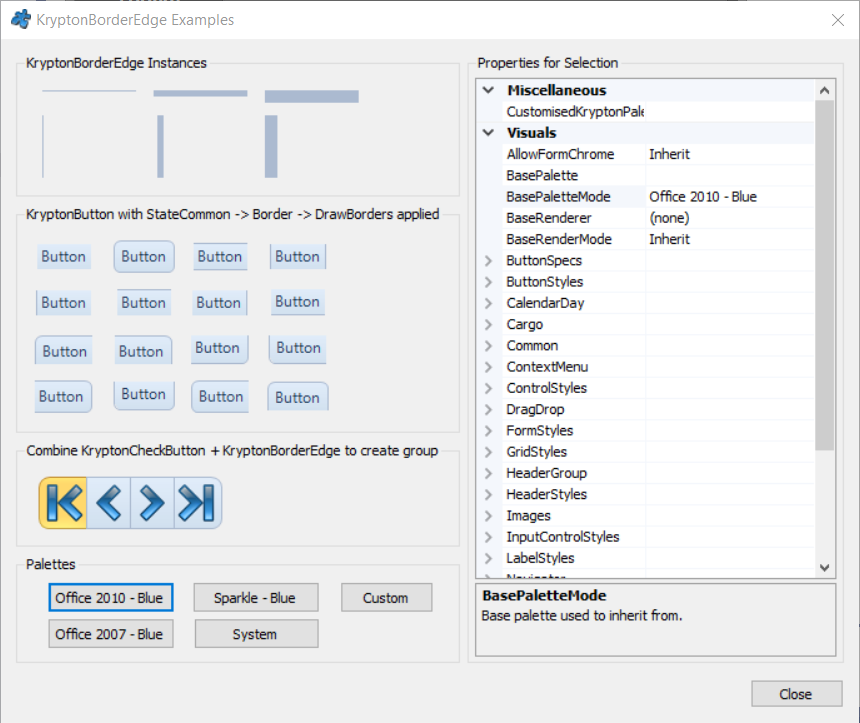 KryptonBorderEdge Examples
KryptonBorderEdge Instances
KryptonButton with StateCommon -> Border -> DrawBorders applied
Button Button Button Button
Button Button Button Button
Button Button Button Button
Button Button Button Button
Combine KryptonCheckButton + KryptonBorderEdge to create group
Palettes
Office 2010 - Blue Sparkle - Blue Custom
Office 2007 - Blue System
Properties for Selection
Miscellaneous
CustomisedKryptonPale
Visuals
AllowFormChrome Inherit
BasePalette
BasePaletteMode Office 2010 - Blue
BaseRenderer (none)
BaseRenderMode Inherit
ButtonSpecs
ButtonStyles
CalendarDay
Cargo
Common
ContextMenu
ControlStyles
DragDrop
FormStyles
GridStyles
HeaderGroup
HeaderStyles
Images
InputControlStyles
LabelStyles
Navigator
BasePaletteMode
Base palette used to inherit from.
Close